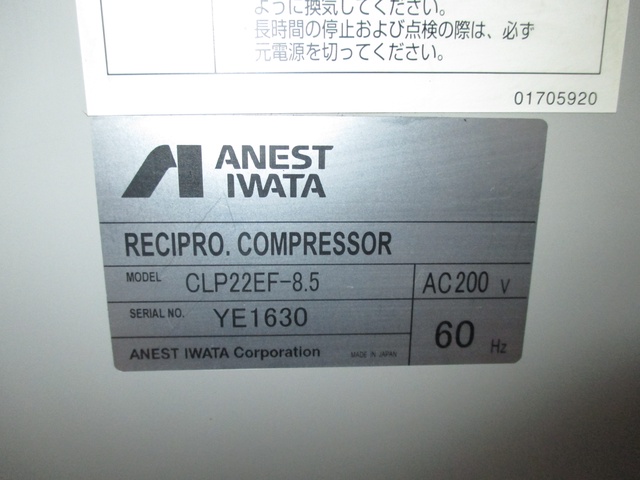 ように換気してください。
・長時間の停止および点検の際は、必ず
元電源を切ってください。
01705920
ANEST
IWATA
RECIPRO. COMPRESSOR
MODEL CLP22EF-8.5 AC200 V
SERIAL NO. YE1630
60 Hz
ANEST IWATA Corporation MADE IN JAPAN